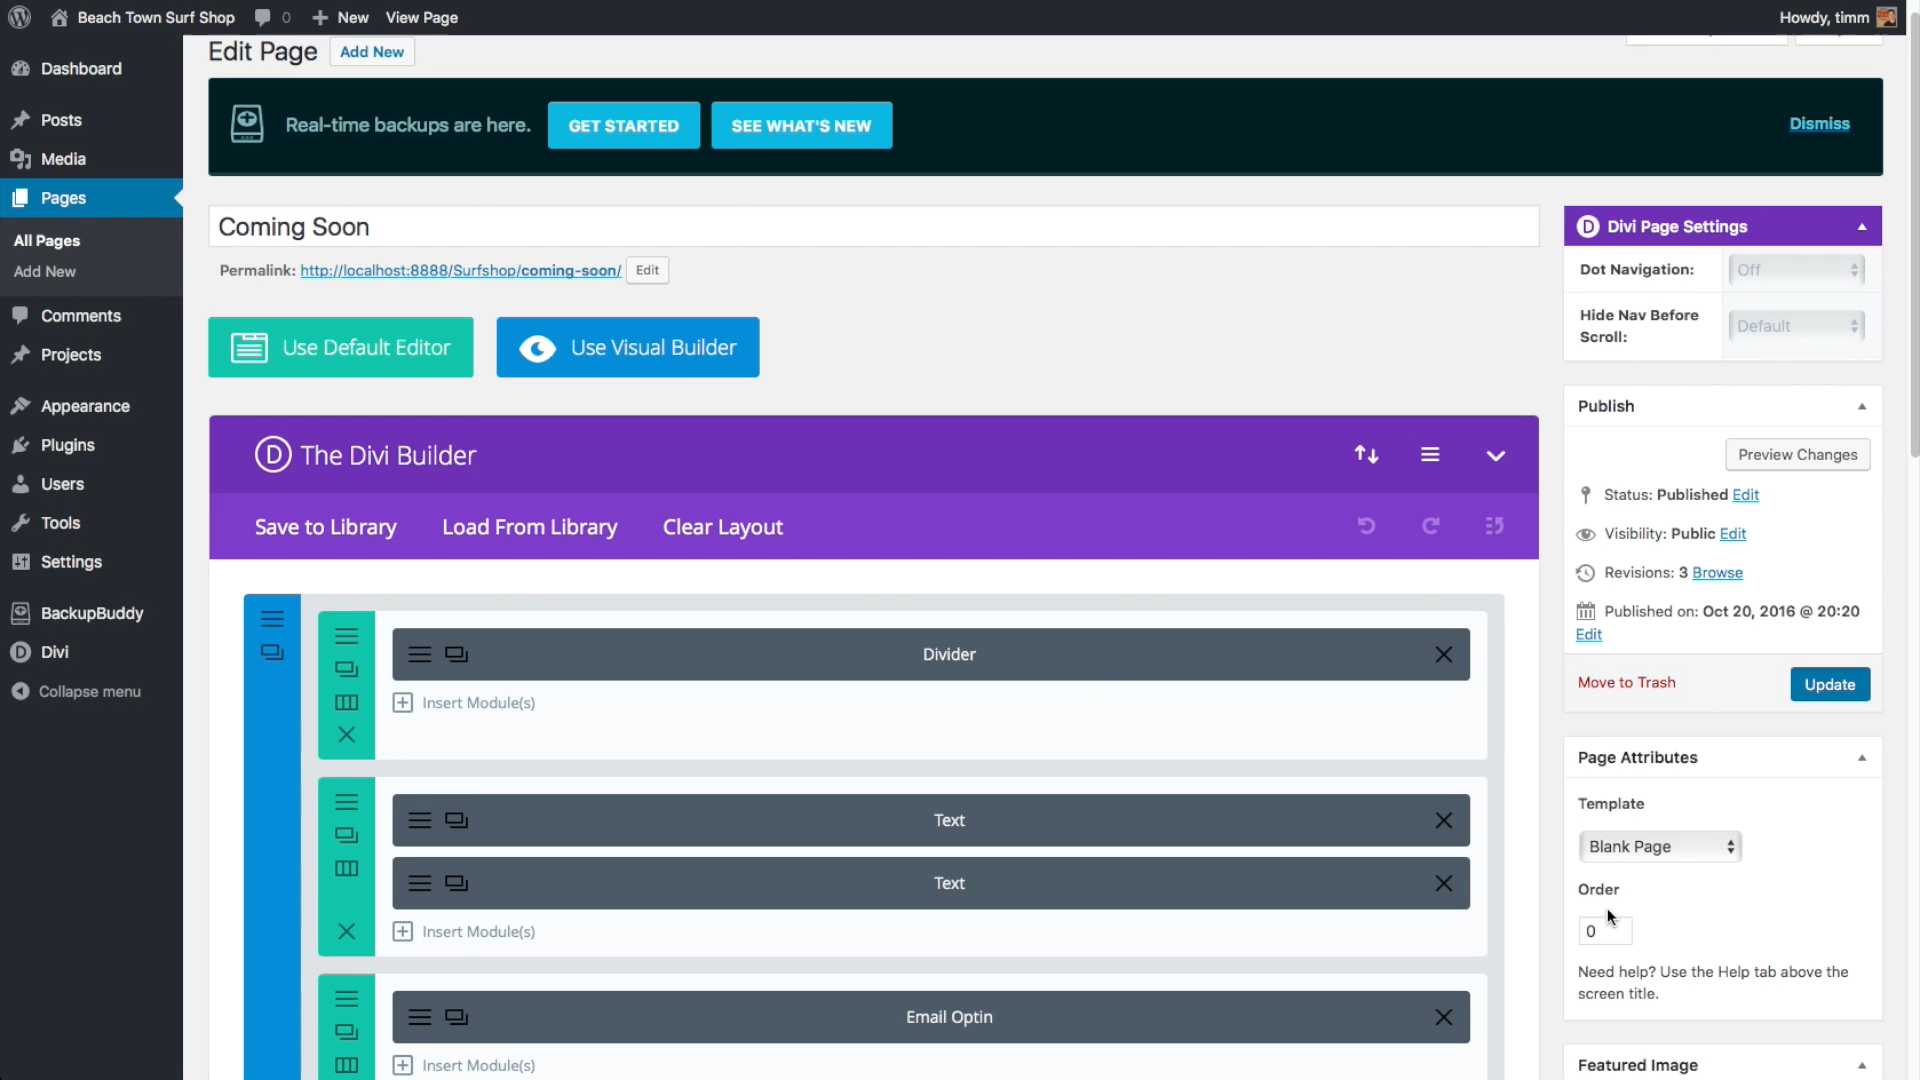 Beach Town Surf Shop
0
New
View Page
Howdy, timm
Dashboard
Posts
Media
Pages
All Pages
Add New
Comments
Projects
Appearance
Plugins
Users
Tools
Settings
BackupBuddy
Divi
Collapse menu
Edit Page
Add New
Real-time backups are here.
GET STARTED
SEE WHAT'S NEW
Dismiss
Coming Soon
Permalink: http://localhost:8888/Surfshop/coming-soon/
Edit
Use Default Editor
Use Visual Builder
D The Divi Builder
Save to Library
Load From Library
Clear Layout
Divider
Insert Module(s)
Text
Text
Insert Module(s)
Email Optin
Insert Module(s)
D Divi Page Settings
Dot Navigation:
Off
Hide Nav Before
Scroll:
Default
Publish
Preview Changes
Status: Published Edit
Visibility: Public Edit
Revisions: 3 Browse
Published on: Oct 20, 2016 @ 20:20
Edit
Move to Trash
Update
Page Attributes
Template
Blank Page
Order
0
Need help? Use the Help tab above the
screen title.
Featured Image